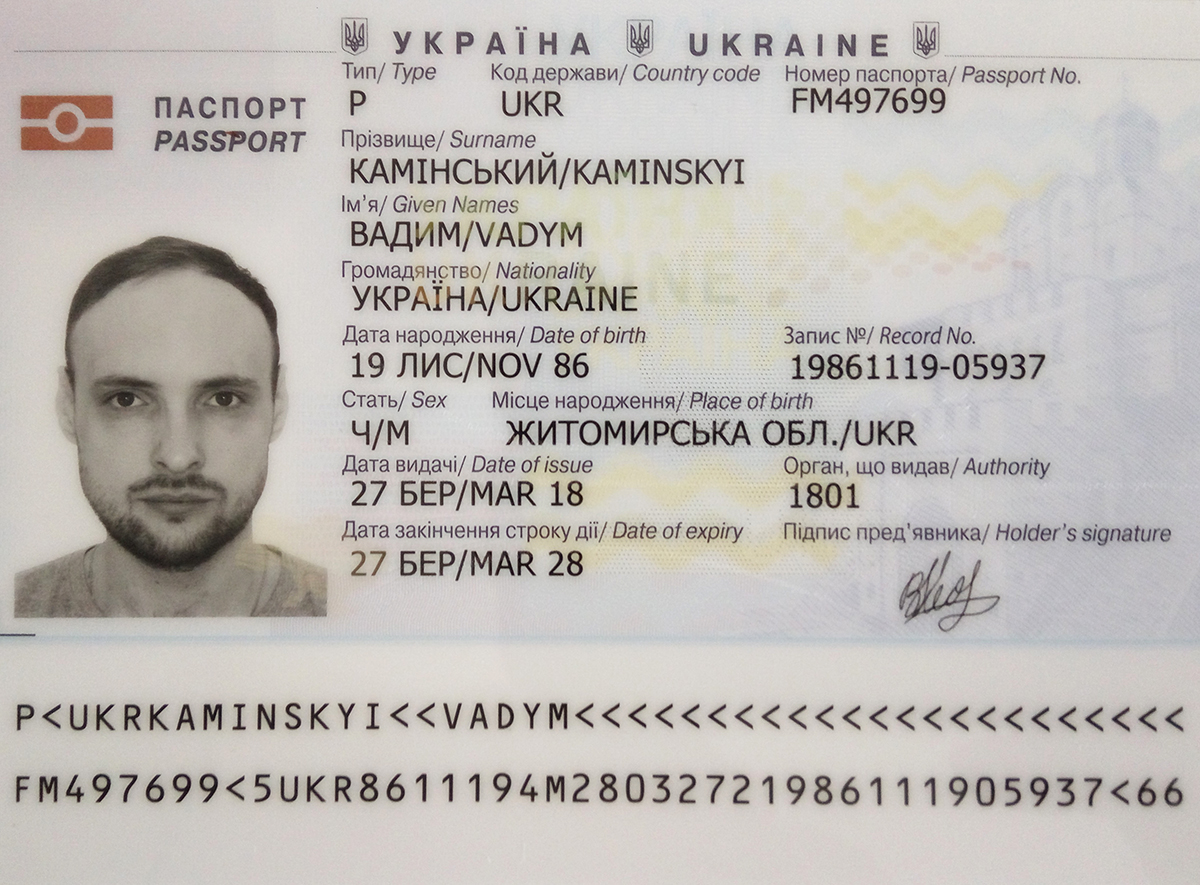 УКРАЇНА UKRAINE
Тип/ Type Код держави/ Country code Номер паспорта/ Passport No.
ПАСПОРТ
P UKR FM497699
PASSPORT
Прізвище/ Surname
КАМІНСЬКИЙ/KAMINSKYI
Ім'я/ Given Names
ВАДИМ/VADYM
Громадянство/ Nationality
УКРАЇНА/UKRAINE
Дата народження/ Date of birth Запис №/ Record No.
19 ЛИС/NOV 86 19861119-05937
Стать/ Sex Місце народження/ Place of birth
Ч/M ЖИТОМИРСЬКА ОБЛ./UKR
Дата видачі/ Date of issue Орган, що видав/ Authority
27 БЕР/MAR 18 1801
Дата закінчення строку дії/ Date of expiry Підпис пред'явника/ Holder's signature
27 БЕР/MAR 28
P<UKRKAMINSKYI<<VADYM<<<<<<<<<<<<<<<<<<<<<<<
FM497699<5UKR8611194M28032721986111905937<66